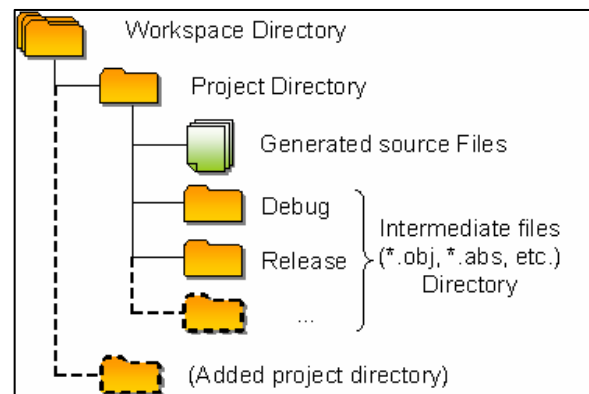 Workspace Directory
Project Directory
Generated source Files
Debug
Release
...
Intermediate files
(*.obj, *.abs, etc.)
Directory
(Added project directory)